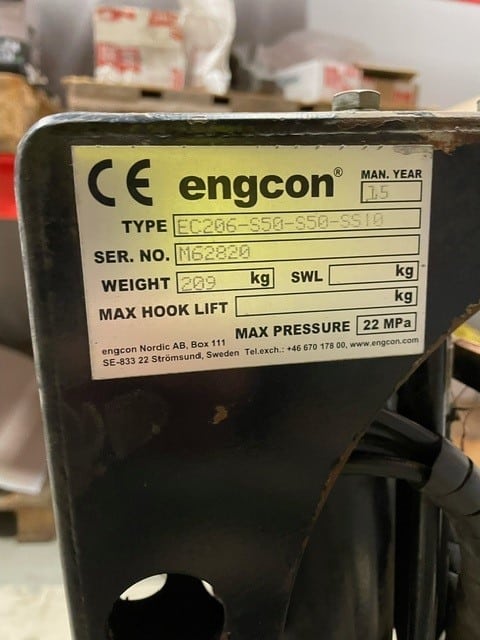 CE engcon® MAN. YEAR
15
TYPE EC206-S50-S50-SS10
SER. NO. M62820
WEIGHT 209 kg SWL kg
MAX HOOK LIFT kg
MAX PRESSURE 22 MPa
engcon Nordic AB, Box 111
SE-833 22 Strömsund, Sweden Tel.exch.: +46 670 178 00, www.engcon.com